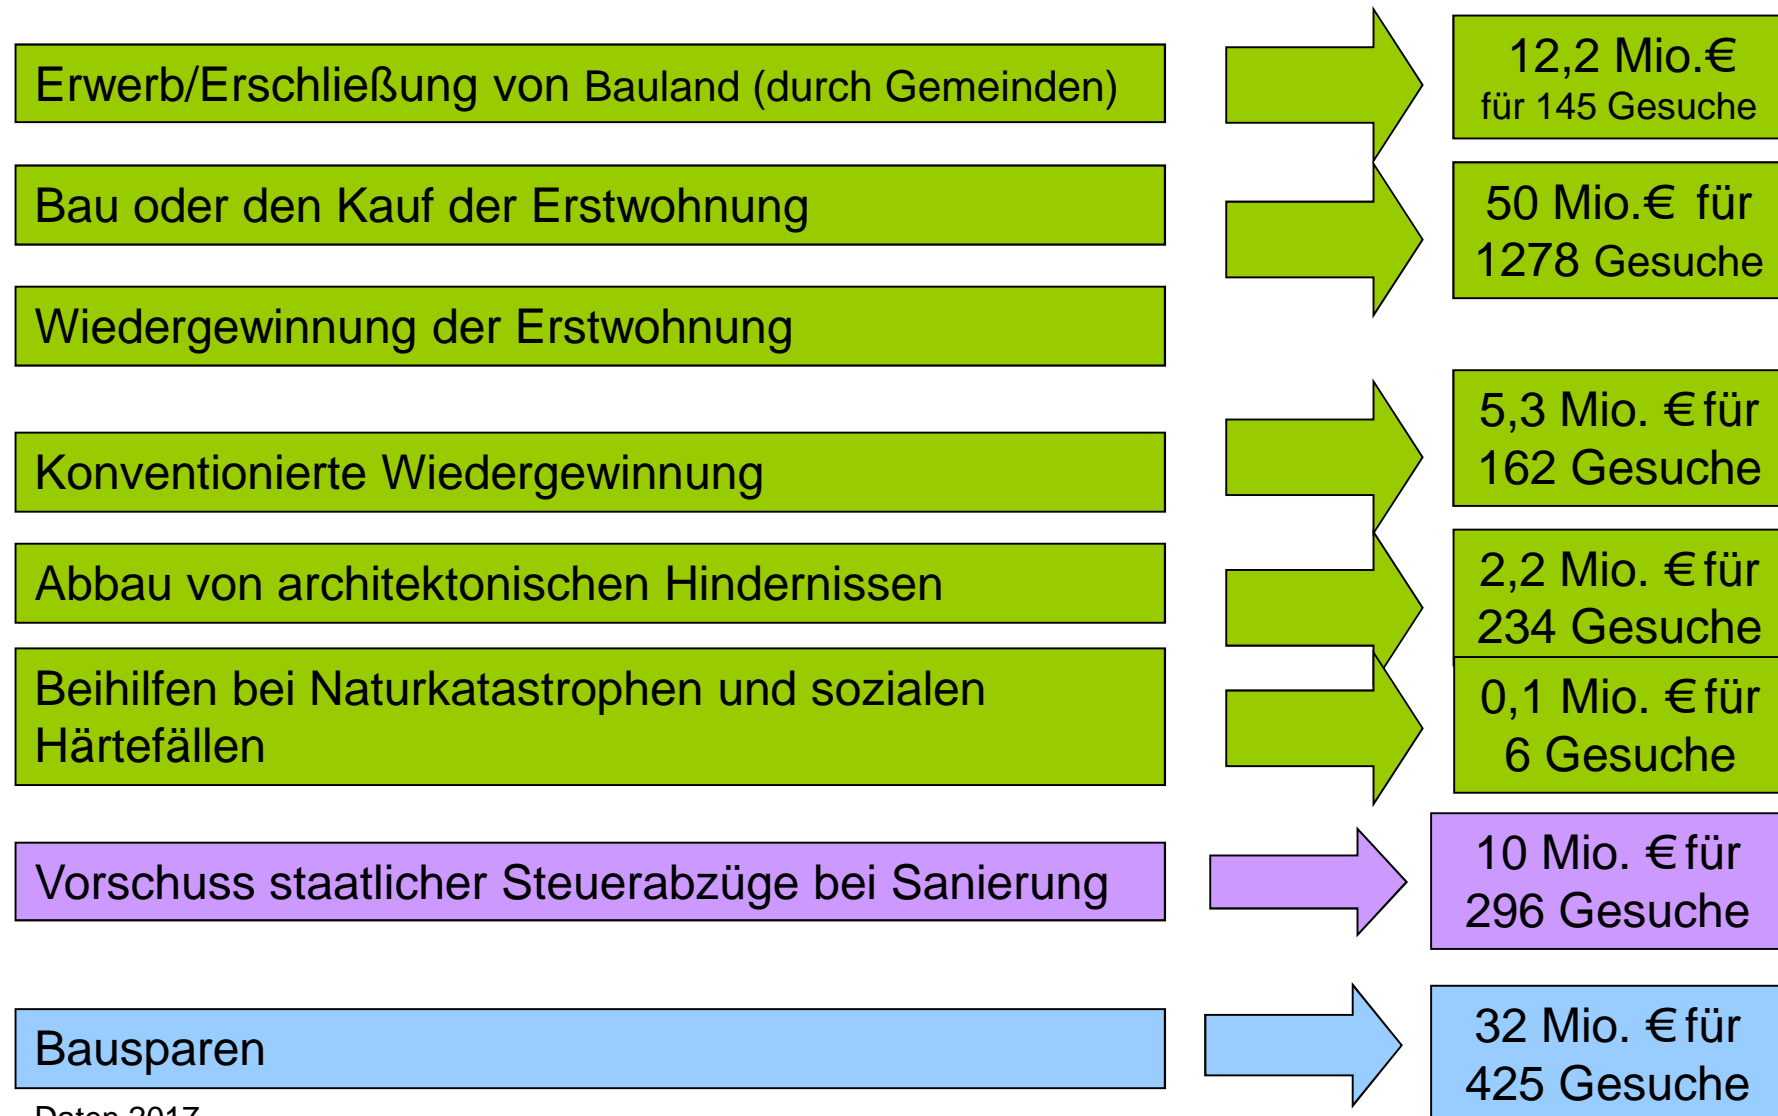 Erwerb/Erschließung von Bauland (durch Gemeinden)
12,2 Mio.€
für 145 Gesuche
Bau oder den Kauf der Erstwohnung
50 Mio.€ für
1278 Gesuche
Wiedergewinnung der Erstwohnung
Konventionierte Wiedergewinnung
5,3 Mio. € für
162 Gesuche
Abbau von architektonischen Hindernissen
2,2 Mio. € für
234 Gesuche
Beihilfen bei Naturkatastrophen und sozialen
Härtefällen
0,1 Mio. € für
6 Gesuche
Vorschuss staatlicher Steuerabzüge bei Sanierung
10 Mio. € für
296 Gesuche
Bausparen
32 Mio. € für
425 Gesuche
Daten 2017